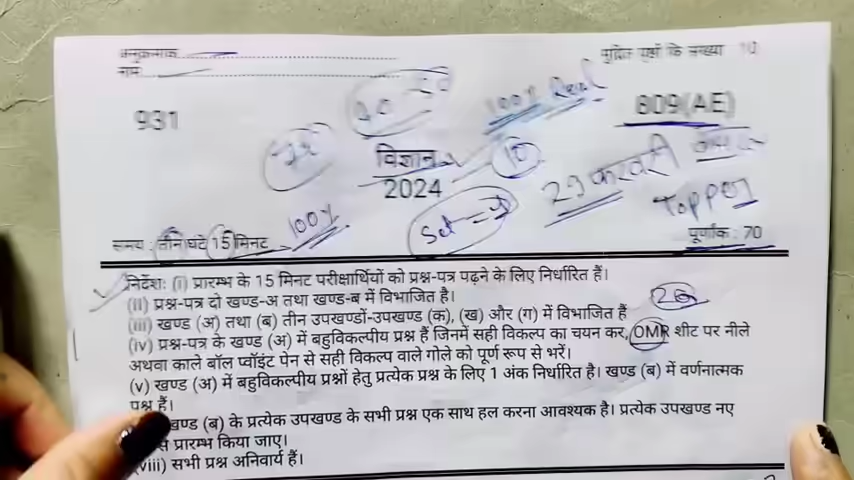 अनुक्रमांक
मुद्रित पृष्ठों कि संख्या 10
नाम
931
100% Real
809(AE)
विज्ञान
10
2024
29 फरवरी
Topper
Set =
100%
समय : तीन घंटे 15 मिनट
पूर्णांक : 70
निर्देशः (i) प्रारम्भ के 15 मिनट परीक्षार्थियों को प्रश्न-पत्र पढ़ने के लिए निर्धारित हैं।
(ii) प्रश्न-पत्र दो खण्ड-अ तथा खण्ड-ब में विभाजित है।
(iii) खण्ड (अ) तथा (ब) तीन उपखण्डों-उपखण्ड (क), (ख) और (ग) में विभाजित हैं
(iv) प्रश्न-पत्र के खण्ड (अ) में बहुविकल्पीय प्रश्न हैं जिनमें सही विकल्प का चयन कर, OMR शीट पर नीले
अथवा काले बॉल प्वॉइंट पेन से सही विकल्प वाले गोले को पूर्ण रूप से भरें।
(v) खण्ड (अ) में बहुविकल्पीय प्रश्नों हेतु प्रत्येक प्रश्न के लिए 1 अंक निर्धारित है। खण्ड (ब) में वर्णनात्मक
प्रश्न हैं।
खण्ड (ब) के प्रत्येक उपखण्ड के सभी प्रश्न एक साथ हल करना आवश्यक है। प्रत्येक उपखण्ड नए
से प्रारम्भ किया जाए।
(viii) सभी प्रश्न अनिवार्य हैं।